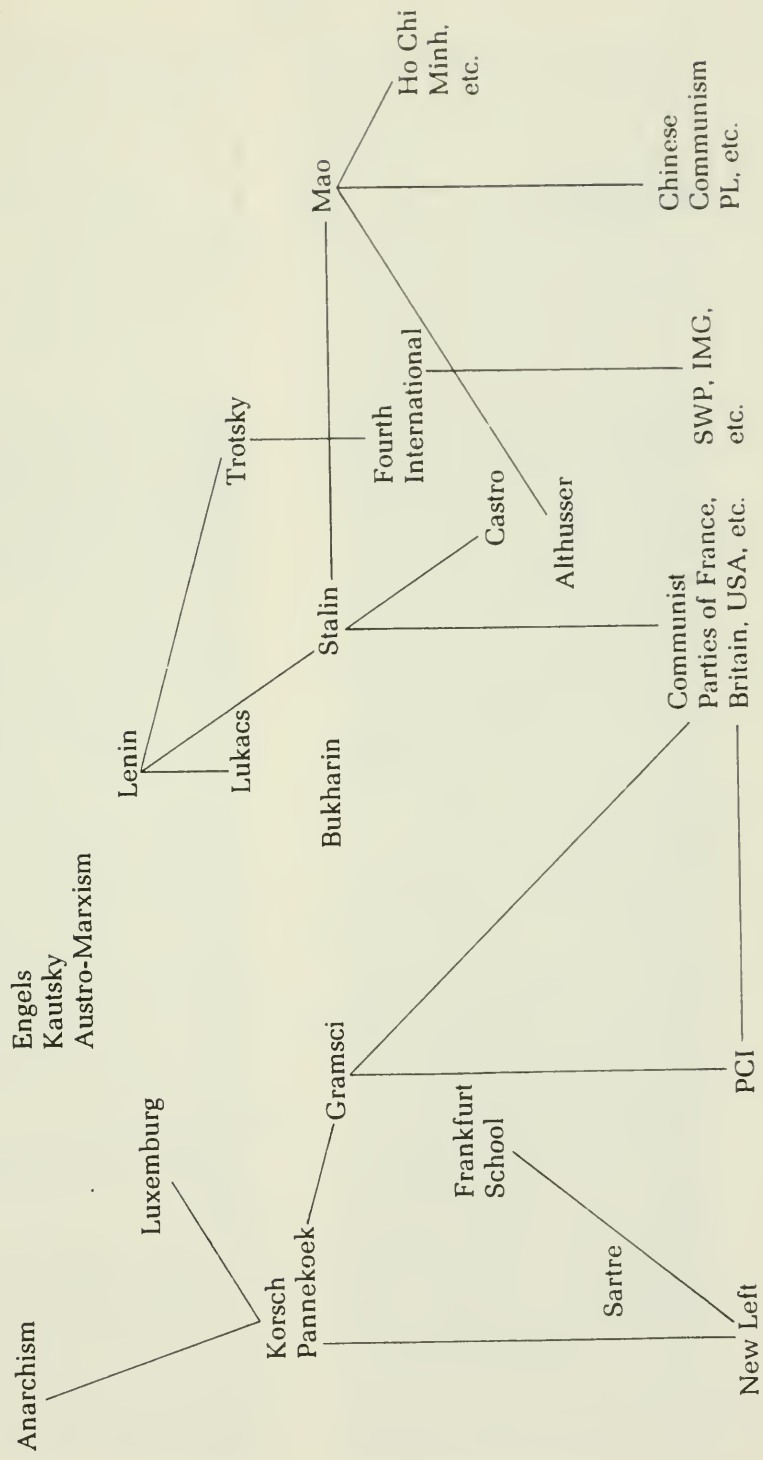 Engels
Kautsky
Austro-Marxism
Anarchism
Luxemburg
Lenin
Trotsky
Lukacs
Korsch
Pannekoek
Gramsci
Bukharin
Stalin
Mao
Fourth
International
Ho Chi
Minh,
etc.
Frankfurt
School
Castro
Althusser
Sartre
New Left
PCI
Communist
Parties of France,
Britain, USA, etc.
SWP, IMG,
etc.
Chinese
Communism
PL, etc.